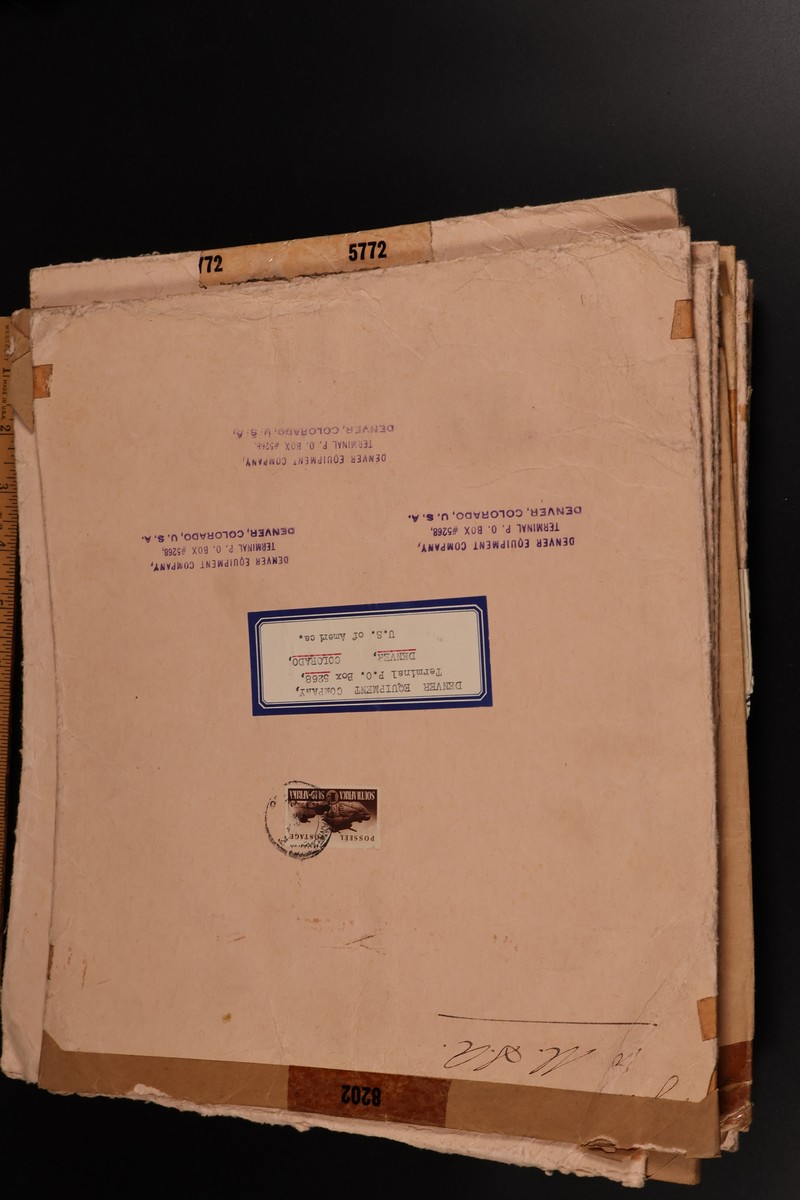 5772
DENVER EQUIPMENT COMPANY,
TERMINAL P. O. BOX #5268,
DENVER, COLORADO, U. S. A.
DENVER EQUIPMENT COMPANY,
TERMINAL P. O. BOX #5268,
DENVER, COLORADO, U. S. A.
DENVER EQUIPMENT COMPANY,
TERMINAL P. O. BOX #5268,
DENVER, COLORADO, U. S. A.
DENVER EQUIPMENT COMPANY,
Terminal P.O. Box 5268,
DENVER, COLORADO,
U.S. of America.
POSSEEL POSTAGE
SOUTH AFRICA SUID-AFRIKA
8202